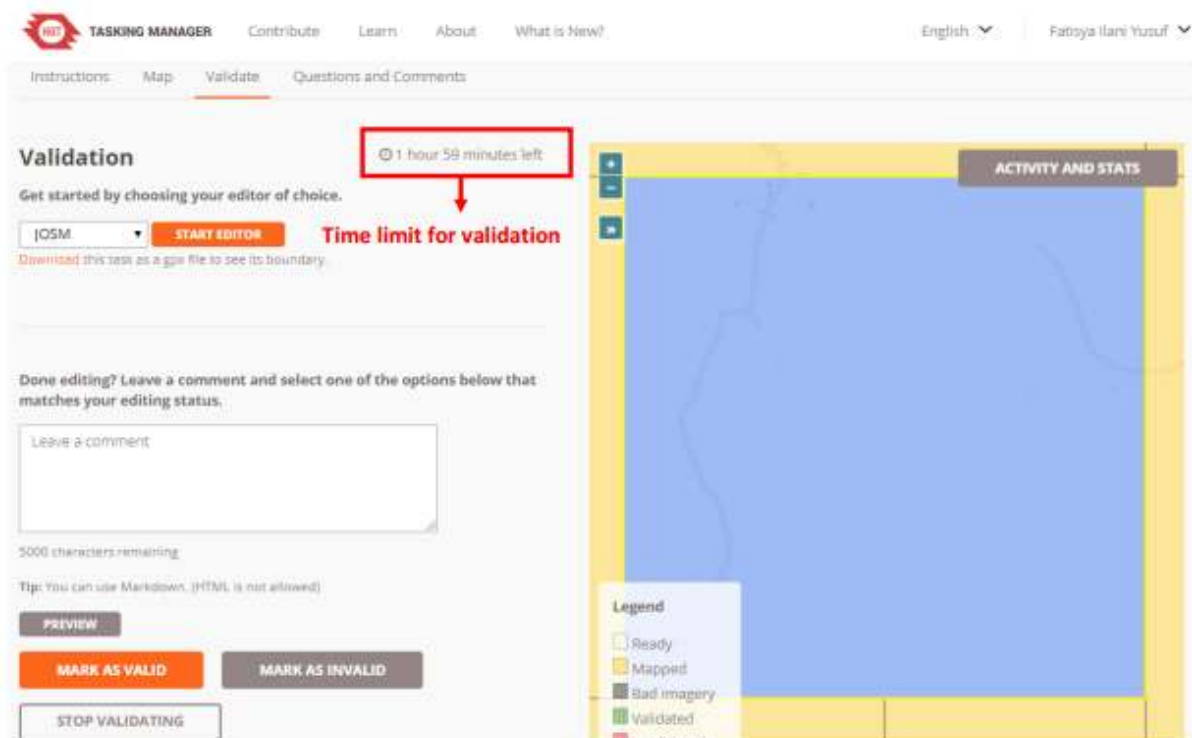 HOT TASKING MANAGER Contribute Learn About What is New? English Fatisya Ilani Yusuf
Instructions Map Validate Questions and Comments
Validation
1 hour 59 minutes left
ACTIVITY AND STATS
Get started by choosing your editor of choice.
JOSM START EDITOR
Time limit for validation
Download this task as a gpx file to see its boundary.
Done editing? Leave a comment and select one of the options below that
matches your editing status.
Leave a comment
5000 characters remaining
Tip: You can use Markdown. (HTML is not allowed)
PREVIEW
MARK AS VALID MARK AS INVALID
STOP VALIDATING
+
−
»
Legend
Ready
Mapped
Bad imagery
Validated